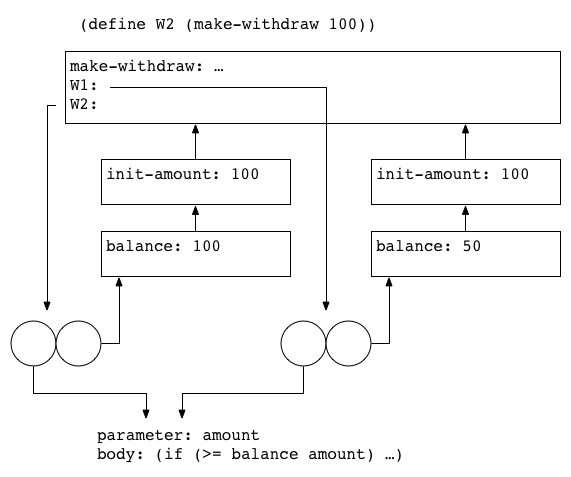 (define W2 (make-withdraw 100))
make-withdraw: …
W1:
W2:
init-amount: 100
init-amount: 100
balance: 100
balance: 50
parameter: amount
body: (if (>= balance amount) …)